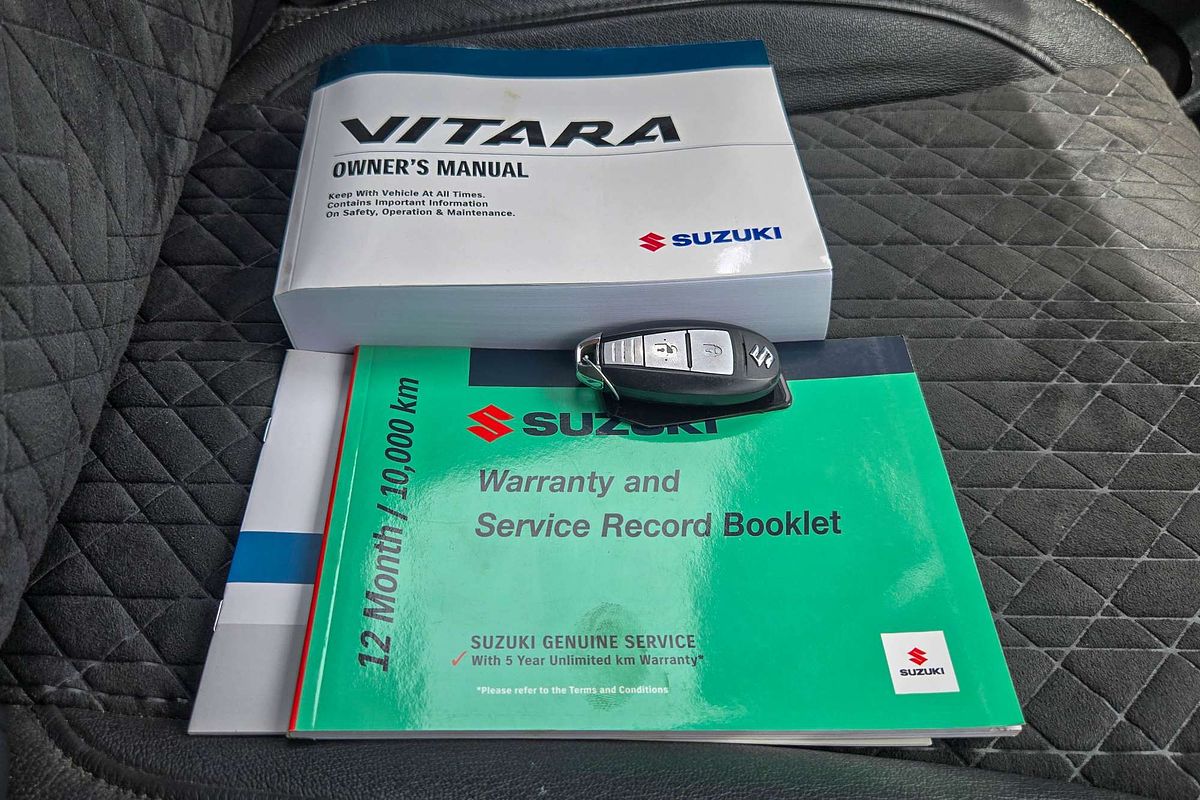 VITARA
OWNER'S MANUAL
Keep With Vehicle At All Times.
Contains Important Information
On Safety, Operation & Maintenance.
SUZUKI
12 Month / 10,000 km
SUZUKI
Warranty and
Service Record Booklet
SUZUKI GENUINE SERVICE
With 5 Year Unlimited km Warranty*
*Please refer to the Terms and Conditions
SUZUKI